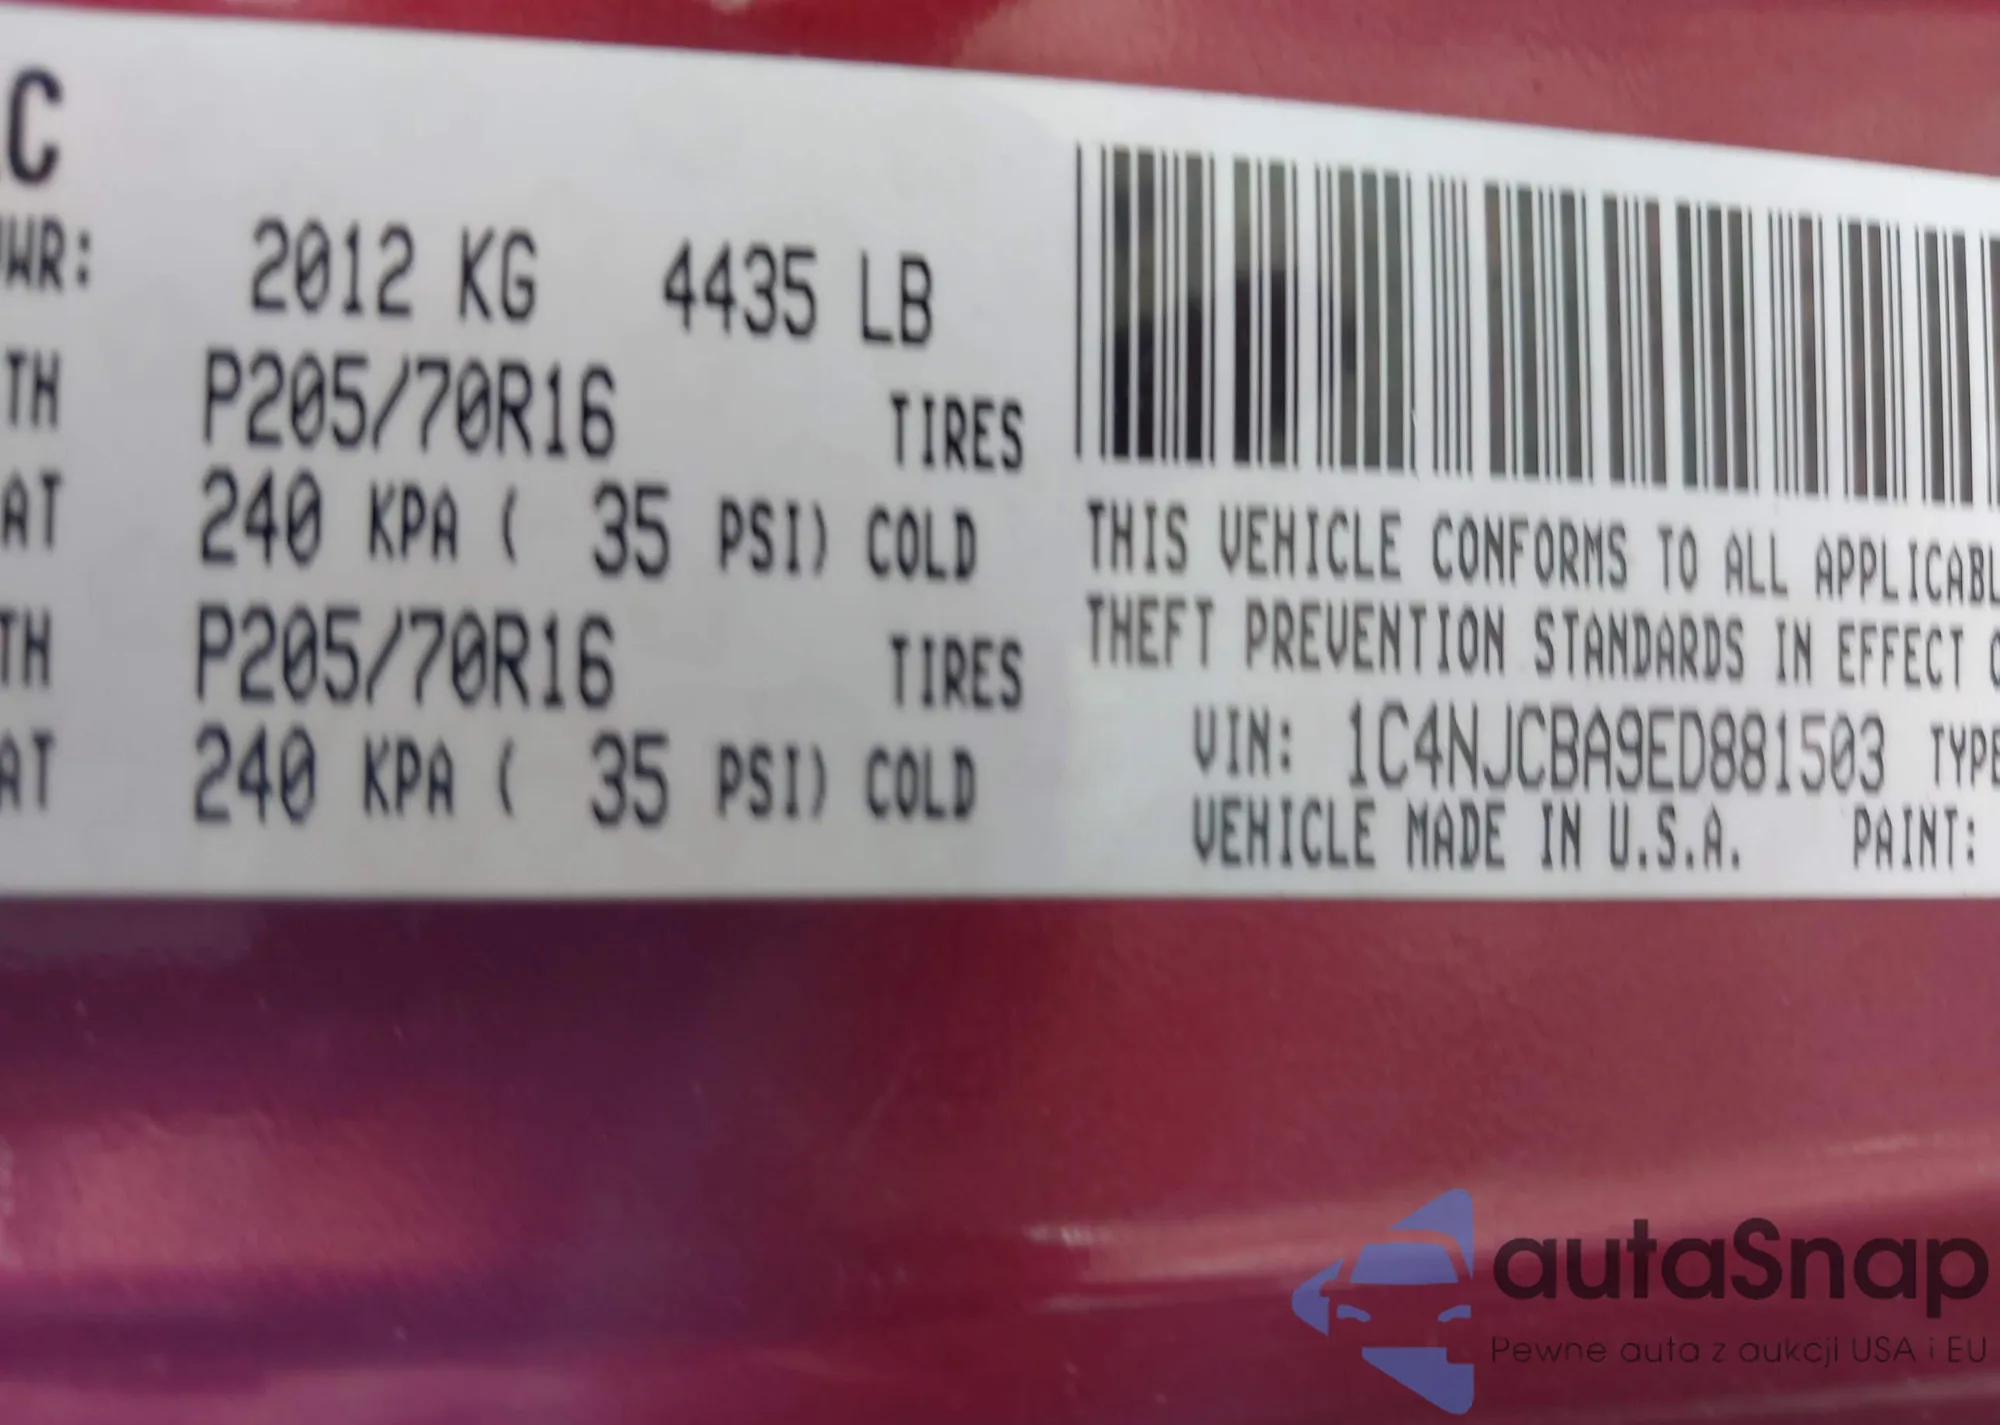 C
WR: 2012 KG 4435 LB
TH P205/70R16 TIRES
AT 240 KPA ( 35 PSI) COLD
TH P205/70R16 TIRES
AT 240 KPA ( 35 PSI) COLD
THIS VEHICLE CONFORMS TO ALL APPLICABL
THEFT PREVENTION STANDARDS IN EFFECT O
VIN: 1C4NJCBA9ED881503 TYPE
VEHICLE MADE IN U.S.A. PAINT:
autaSnap
Pewne auta z aukcji USA i EU